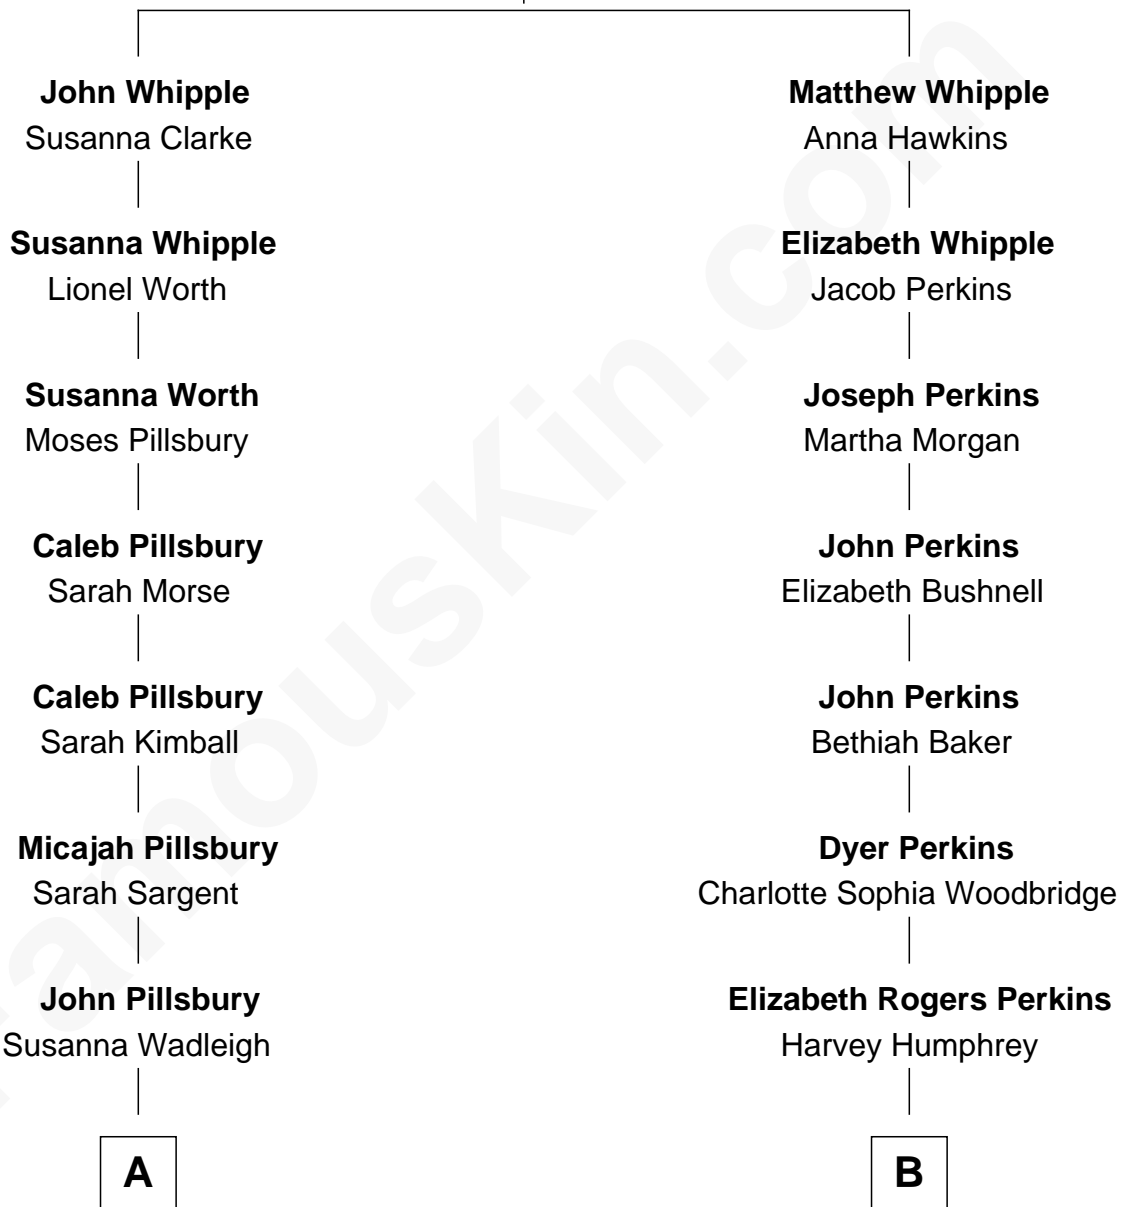 John Whipple
Susanna Clarke
Matthew Whipple
Anna Hawkins
Susanna Whipple
Lionel Worth
Elizabeth Whipple
Jacob Perkins
Susanna Worth
Moses Pillsbury
Joseph Perkins
Martha Morgan
Caleb Pillsbury
Sarah Morse
John Perkins
Elizabeth Bushnell
Caleb Pillsbury
Sarah Kimball
John Perkins
Bethiah Baker
Micajah Pillsbury
Sarah Sargent
Dyer Perkins
Charlotte Sophia Woodbridge
John Pillsbury
Susanna Wadleigh
Elizabeth Rogers Perkins
Harvey Humphrey
A
B
FamousKin.com